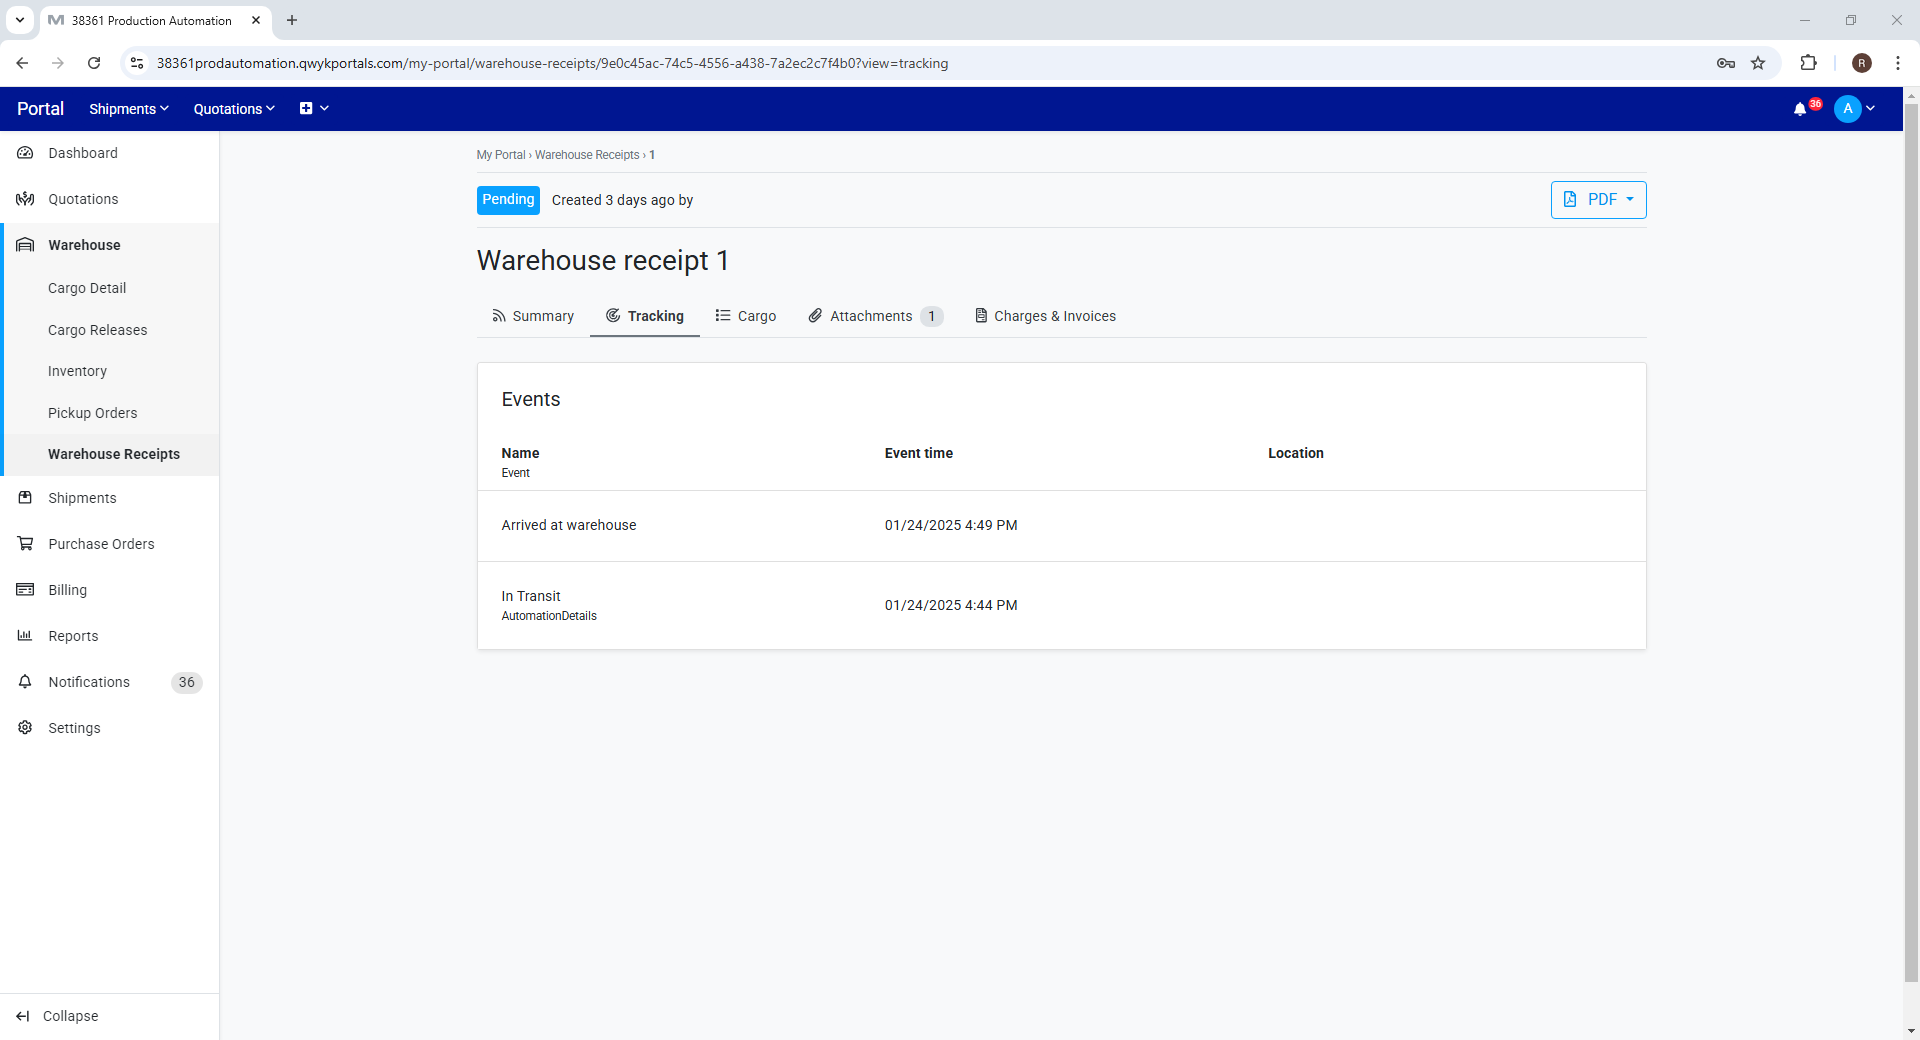 38361 Production Automation
38361prodautomation.qwykportals.com/my-portal/warehouse-receipts/9e0c45ac-74c5-4556-a438-7a2ec2c7f4b0?view=tracking
R
Portal
Shipments
Quotations
36
A
Dashboard
Quotations
Warehouse
Cargo Detail
Cargo Releases
Inventory
Pickup Orders
Warehouse Receipts
Shipments
Purchase Orders
Billing
Reports
Notifications 36
Settings
Collapse
My Portal › Warehouse Receipts › 1
Pending Created 3 days ago by
PDF
Warehouse receipt 1
Summary Tracking Cargo Attachments 1 Charges & Invoices
Events
Name Event time Location
Event
Arrived at warehouse 01/24/2025 4:49 PM
In Transit 01/24/2025 4:44 PM
AutomationDetails